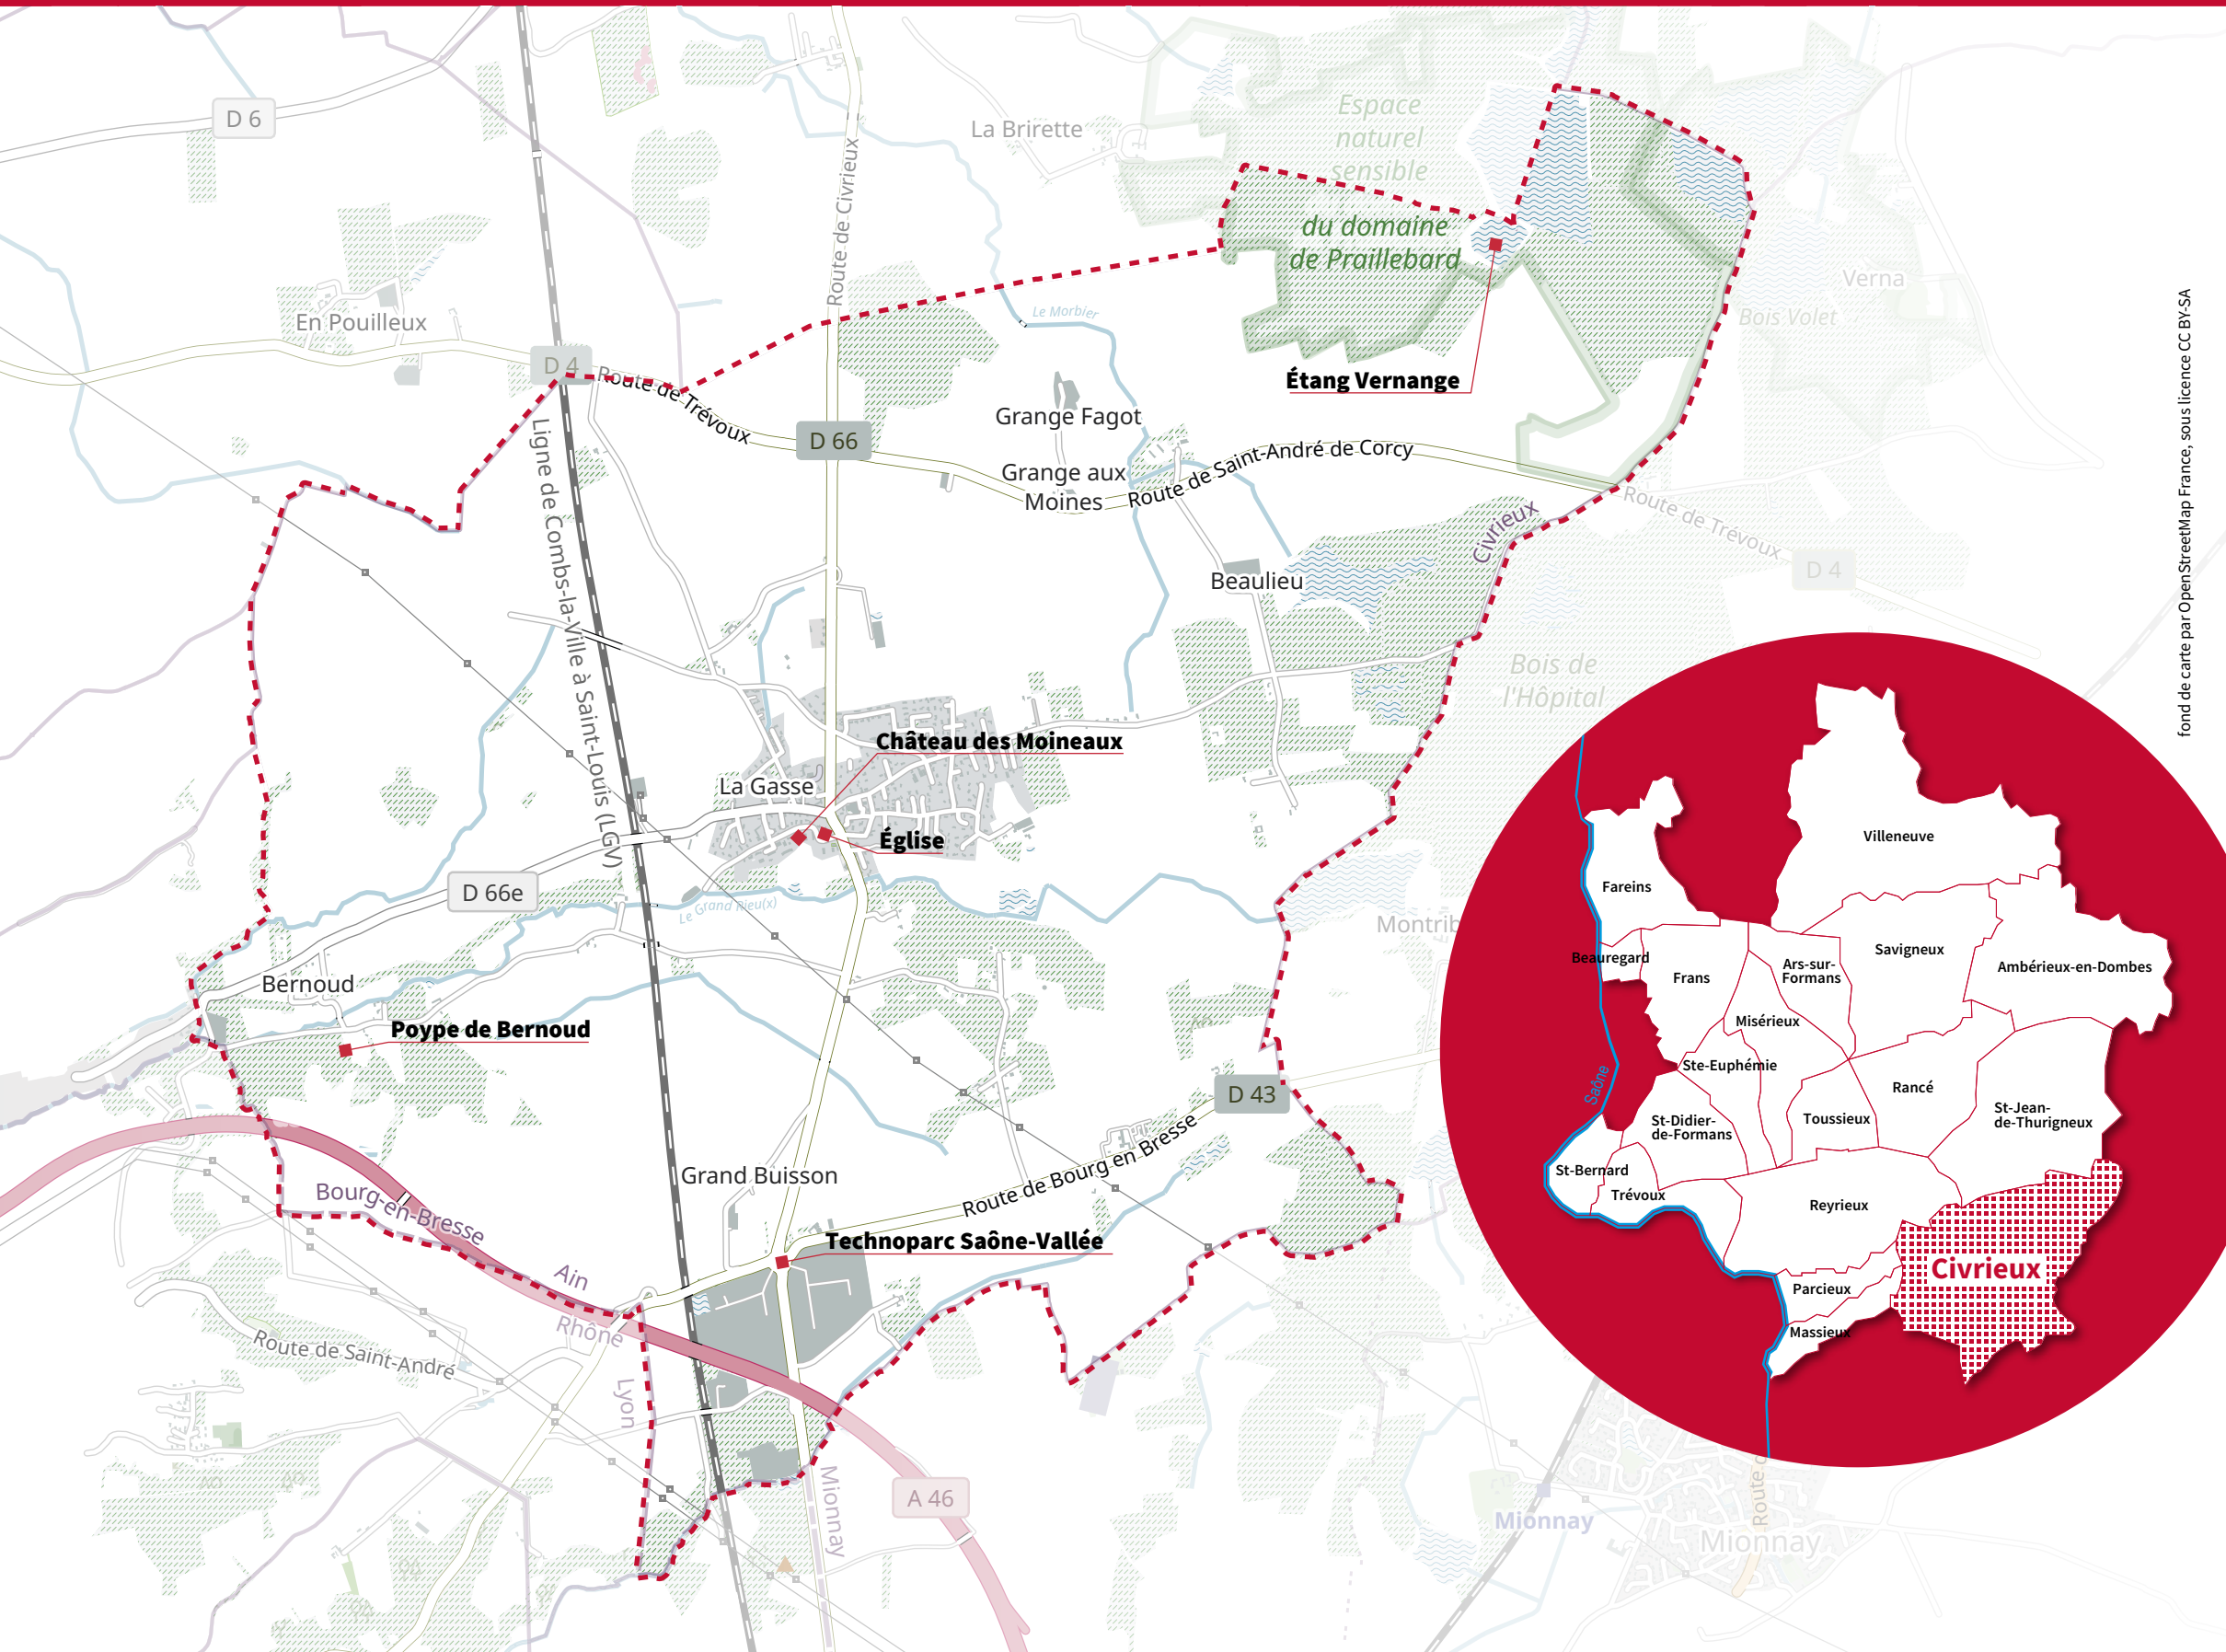 D 6
La Brirette
Espace
naturel
sensible
du domaine
de Praillebard
Route de Civrieux
En Pouilleux
Le Morbier
Verna
Bois Volet
D 4
Route de Trévoux
Étang Vernange
Grange Fagot
D 66
Grange aux
Moines
Route de Saint-André de Corcy
Route de Trévoux
D 4
Civrieux
Ligne de Combs-la-Ville à Saint-Louis (LGV)
Beaulieu
Bois de
l'Hôpital
Château des Moineaux
La Gasse
Église
D 66e
Le Grand Rieu(x)
Bernoud
Poype de Bernoud
D 43
Route de Bourg en Bresse
Grand Buisson
Technoparc Saône-Vallée
Bourg-en-Bresse
Ain
Rhône
Lyon
Route de Saint-André
Mionnay
A 46
Mionnay
Mionnay
fond de carte par OpenStreetMap France, sous licence CC BY-SA
Villeneuve
Fareins
Beauregard
Frans
Ars-sur-
Formans
Savigneux
Ambérieux-en-Dombes
Misérieux
Ste-Euphémie
Saône
Rancé
St-Didier-
de-Formans
Toussieux
St-Jean-
de-Thurigneux
St-Bernard
Trévoux
Reyrieux
Civrieux
Parcieux
Massieux